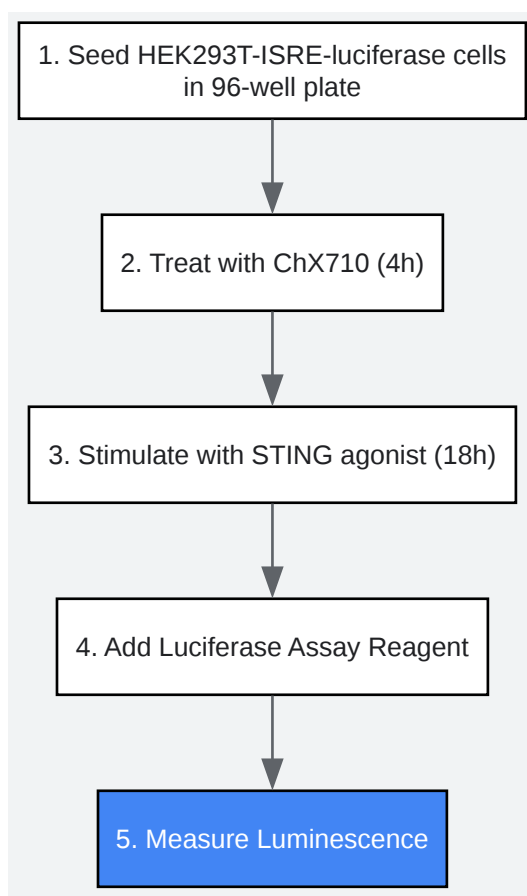 1. Seed HEK293T-ISRE-luciferase cells
in 96-well plate
2. Treat with ChX710 (4h)
3. Stimulate with STING agonist (18h)
4. Add Luciferase Assay Reagent
5. Measure Luminescence